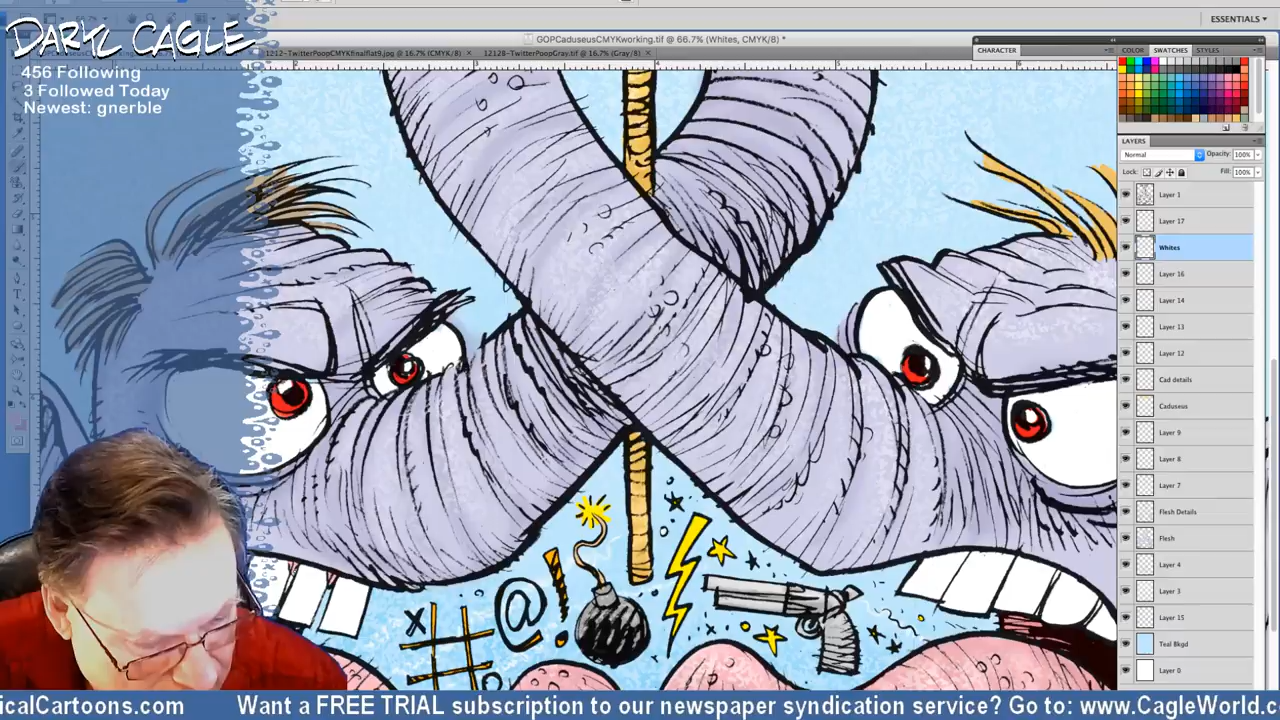 ESSENTIALS
DARYL CAGLE
456 Following
3 Followed Today
Newest: gnerble
GOPCaduseusCMYKworking.tif @ 66.7% (Whites, CMYK/8) *
1212-TwitterPoopCMYKfinalflat9.jpg @ 16.7% (CMYK/8)
12128-TwitterPoopGray.tif @ 16.7% (Gray/8)
CHARACTER
COLOR SWATCHES STYLES
LAYERS
Normal Opacity: 100%
Lock: Fill: 100%
Layer 1
Layer 17
Whites
Layer 16
Layer 14
Layer 13
Layer 12
Cad details
Caduseus
Layer 9
Layer 8
Layer 7
Flesh Details
Flesh
Layer 4
Layer 3
Layer 15
Teal Bkgd
Layer 0
@!
X#
icalCartoons.com Want a FREE TRIAL subscription to our newspaper syndication service? Go to: www.CagleWorld.c